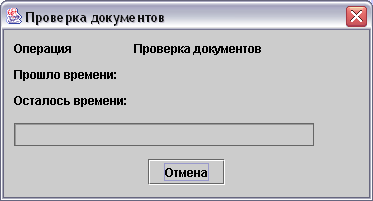 Проверка документов
Операция Проверка документов
Прошло времени:
Осталось времени:
Отмена